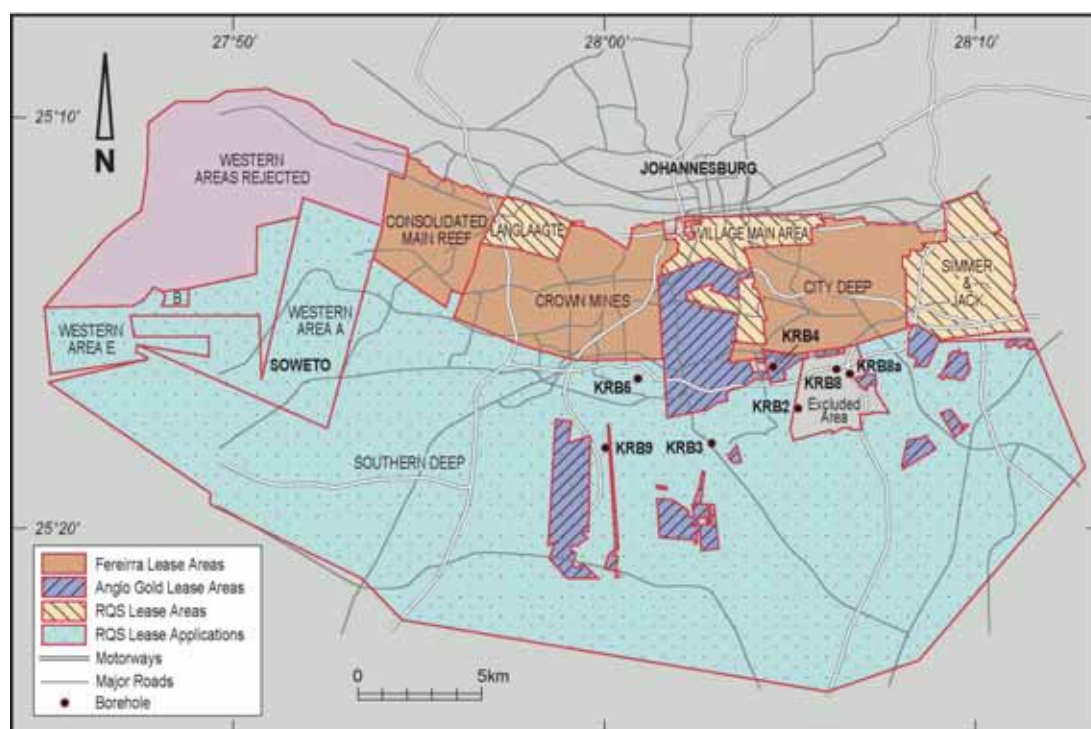 27°50'
28°00'
28°10'
25°10'
N
WESTERN
AREAS REJECTED
JOHANNESBURG
CONSOLIDATED
MAIN REEF
LANGLAAGTE
VILLAGE MAIN AREA
SIMMER
&
JACK
CROWN MINES
CITY DEEP
B
WESTERN
AREA A
WESTERN
AREA E
SOWETO
KRB4
KRB6
KRB8
KRB8a
KRB2
Excluded
Area
KRB9
KRB3
SOUTHERN DEEP
25°20'
Fereirra Lease Areas
Anglo Gold Lease Areas
RQS Lease Areas
RQS Lease Applications
Motorways
Major Roads
Borehole
0
5km